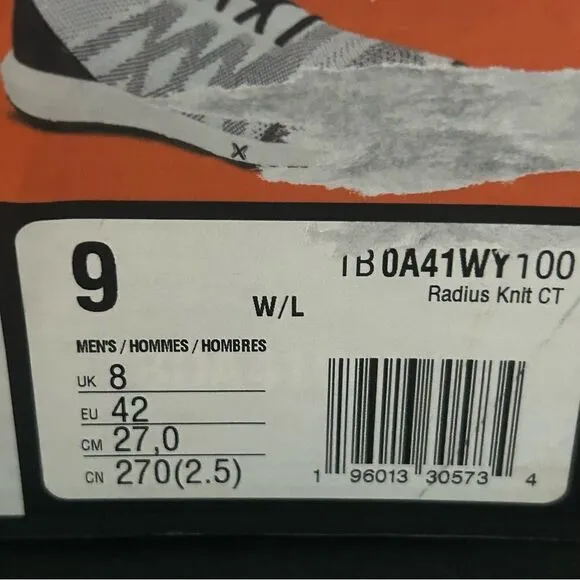 9
W/L
TB0A41WY100
Radius Knit CT
MEN'S / HOMMES / HOMBRES
UK 8
EU 42
CM 27,0
CN 270(2.5)
1 96013 30573 4